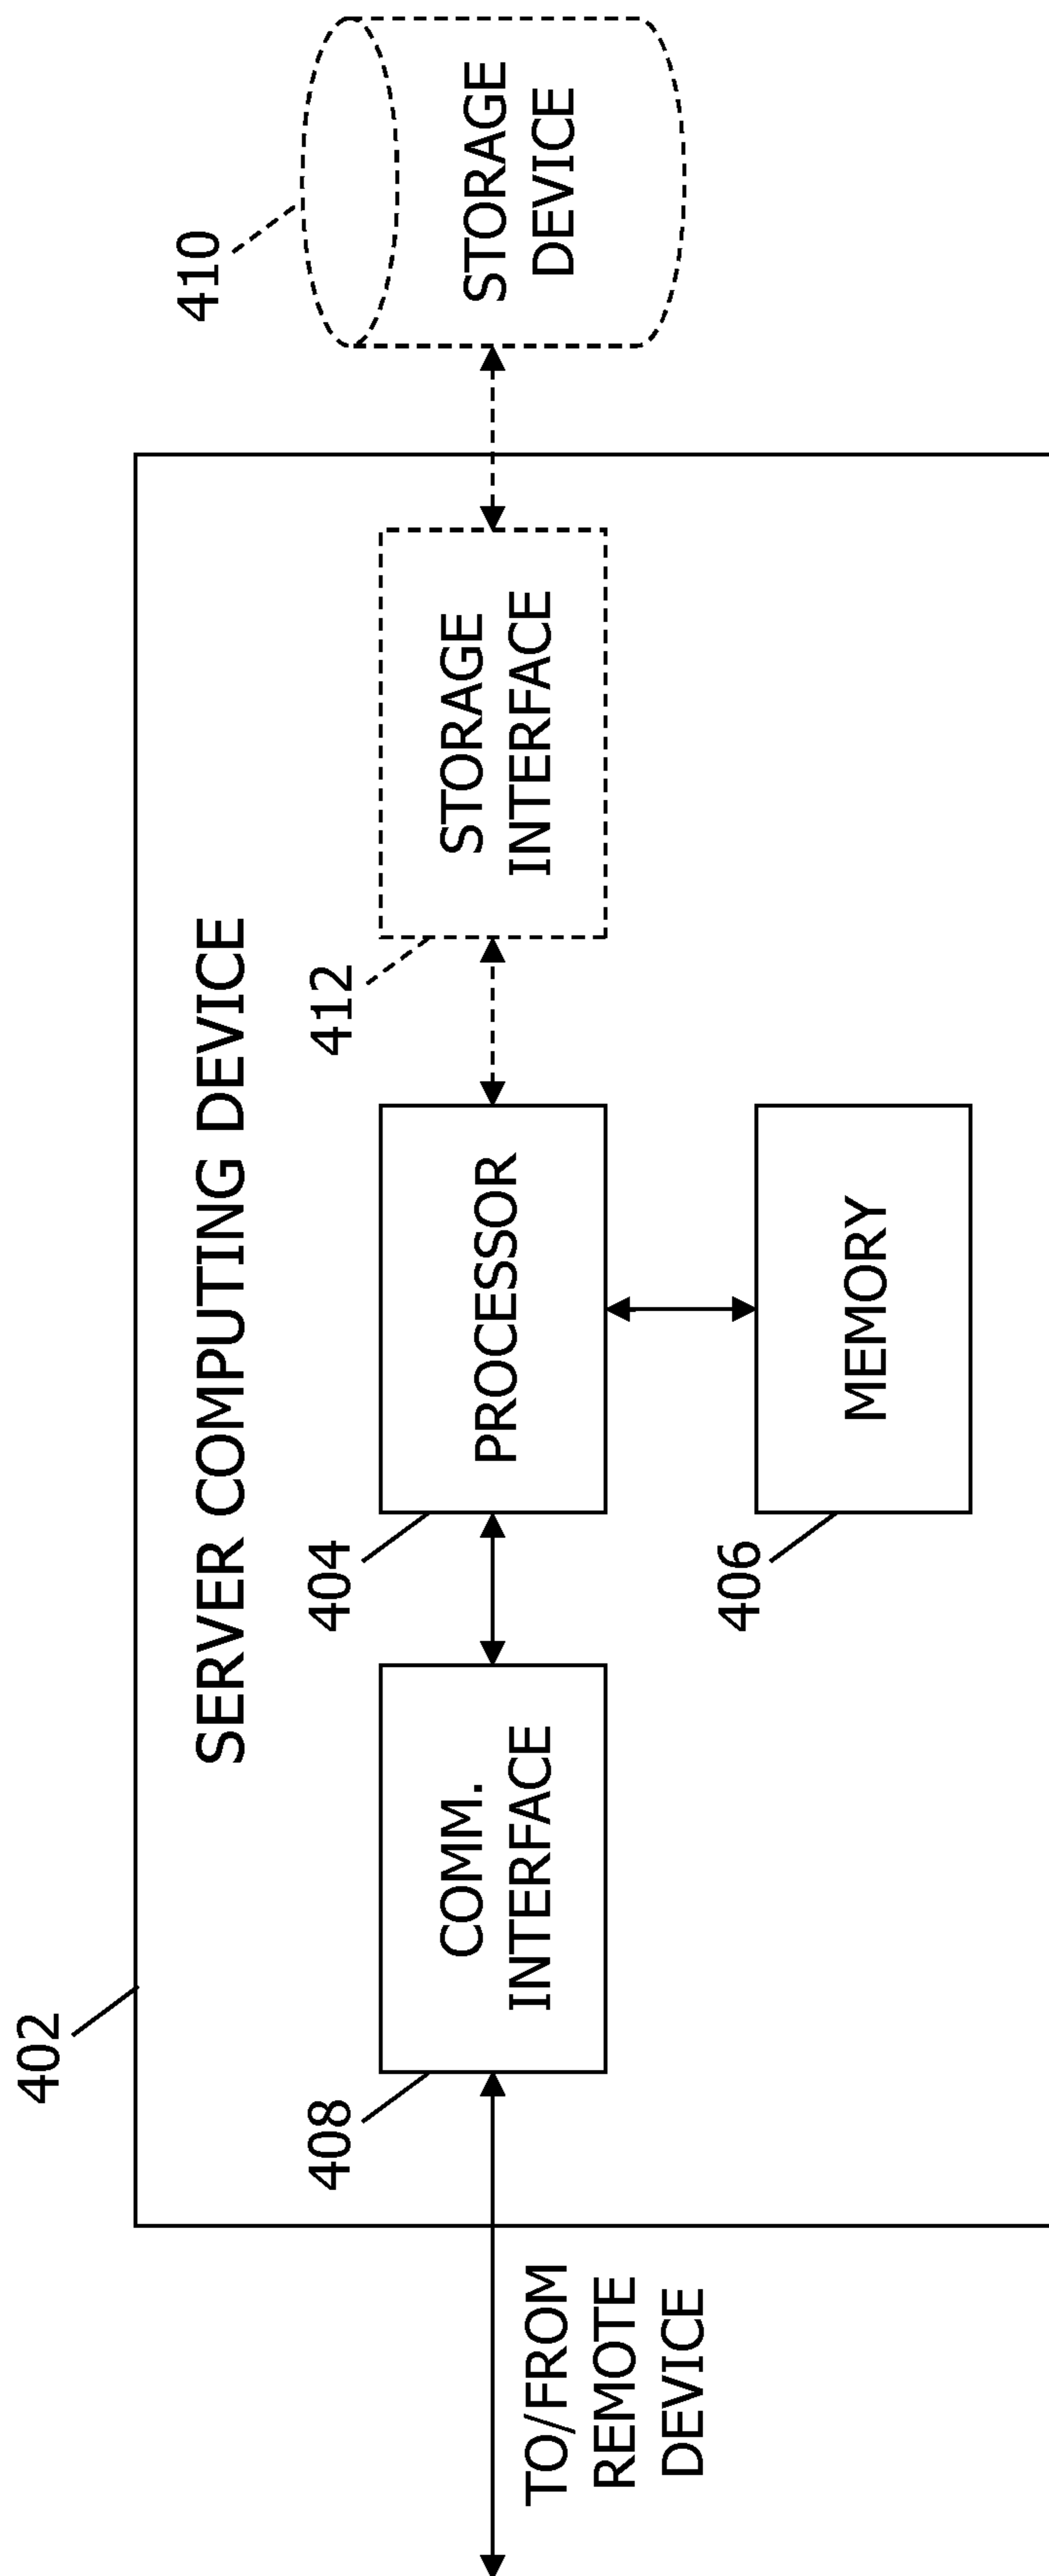 402
SERVER COMPUTING DEVICE
408
COMM.
INTERFACE
404
PROCESSOR
412
STORAGE
INTERFACE
410
STORAGE
DEVICE
TO/FROM
REMOTE
DEVICE
406
MEMORY